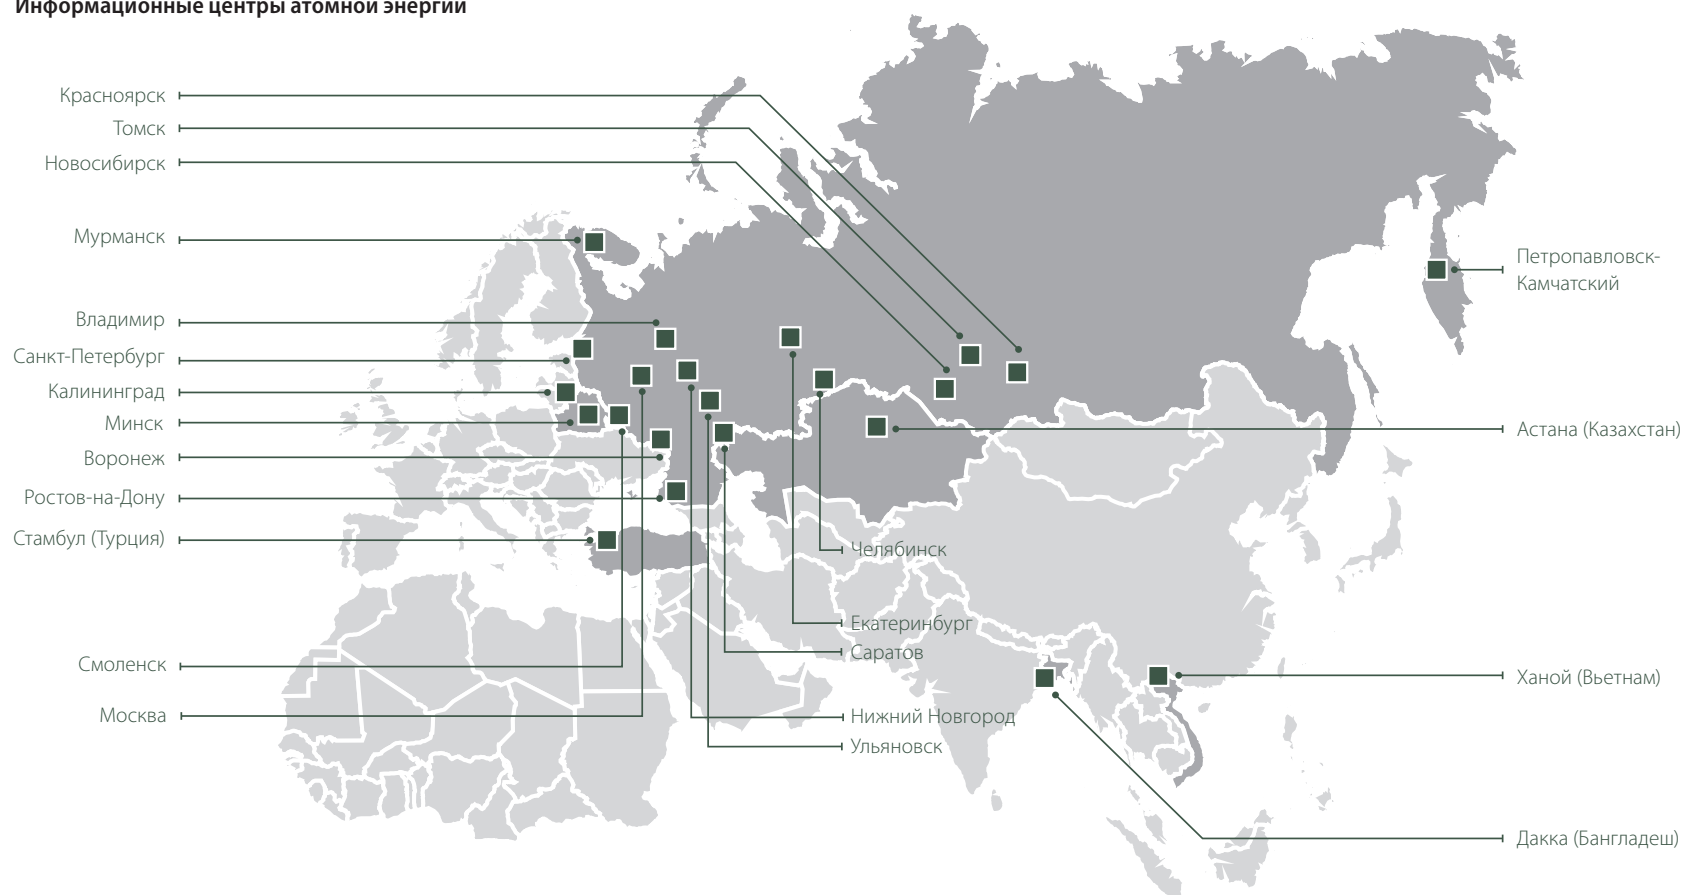 Информационные центры атомной энергии
Красноярск
Томск
Новосибирск
Мурманск
Владимир
Санкт-Петербург
Калининград
Минск
Воронеж
Ростов-на-Дону
Стамбул (Турция)
Смоленск
Москва
Челябинск
Екатеринбург
Саратов
Нижний Новгород
Ульяновск
Петропавловск-
Камчатский
Астана (Казахстан)
Ханой (Вьетнам)
Дакка (Бангладеш)